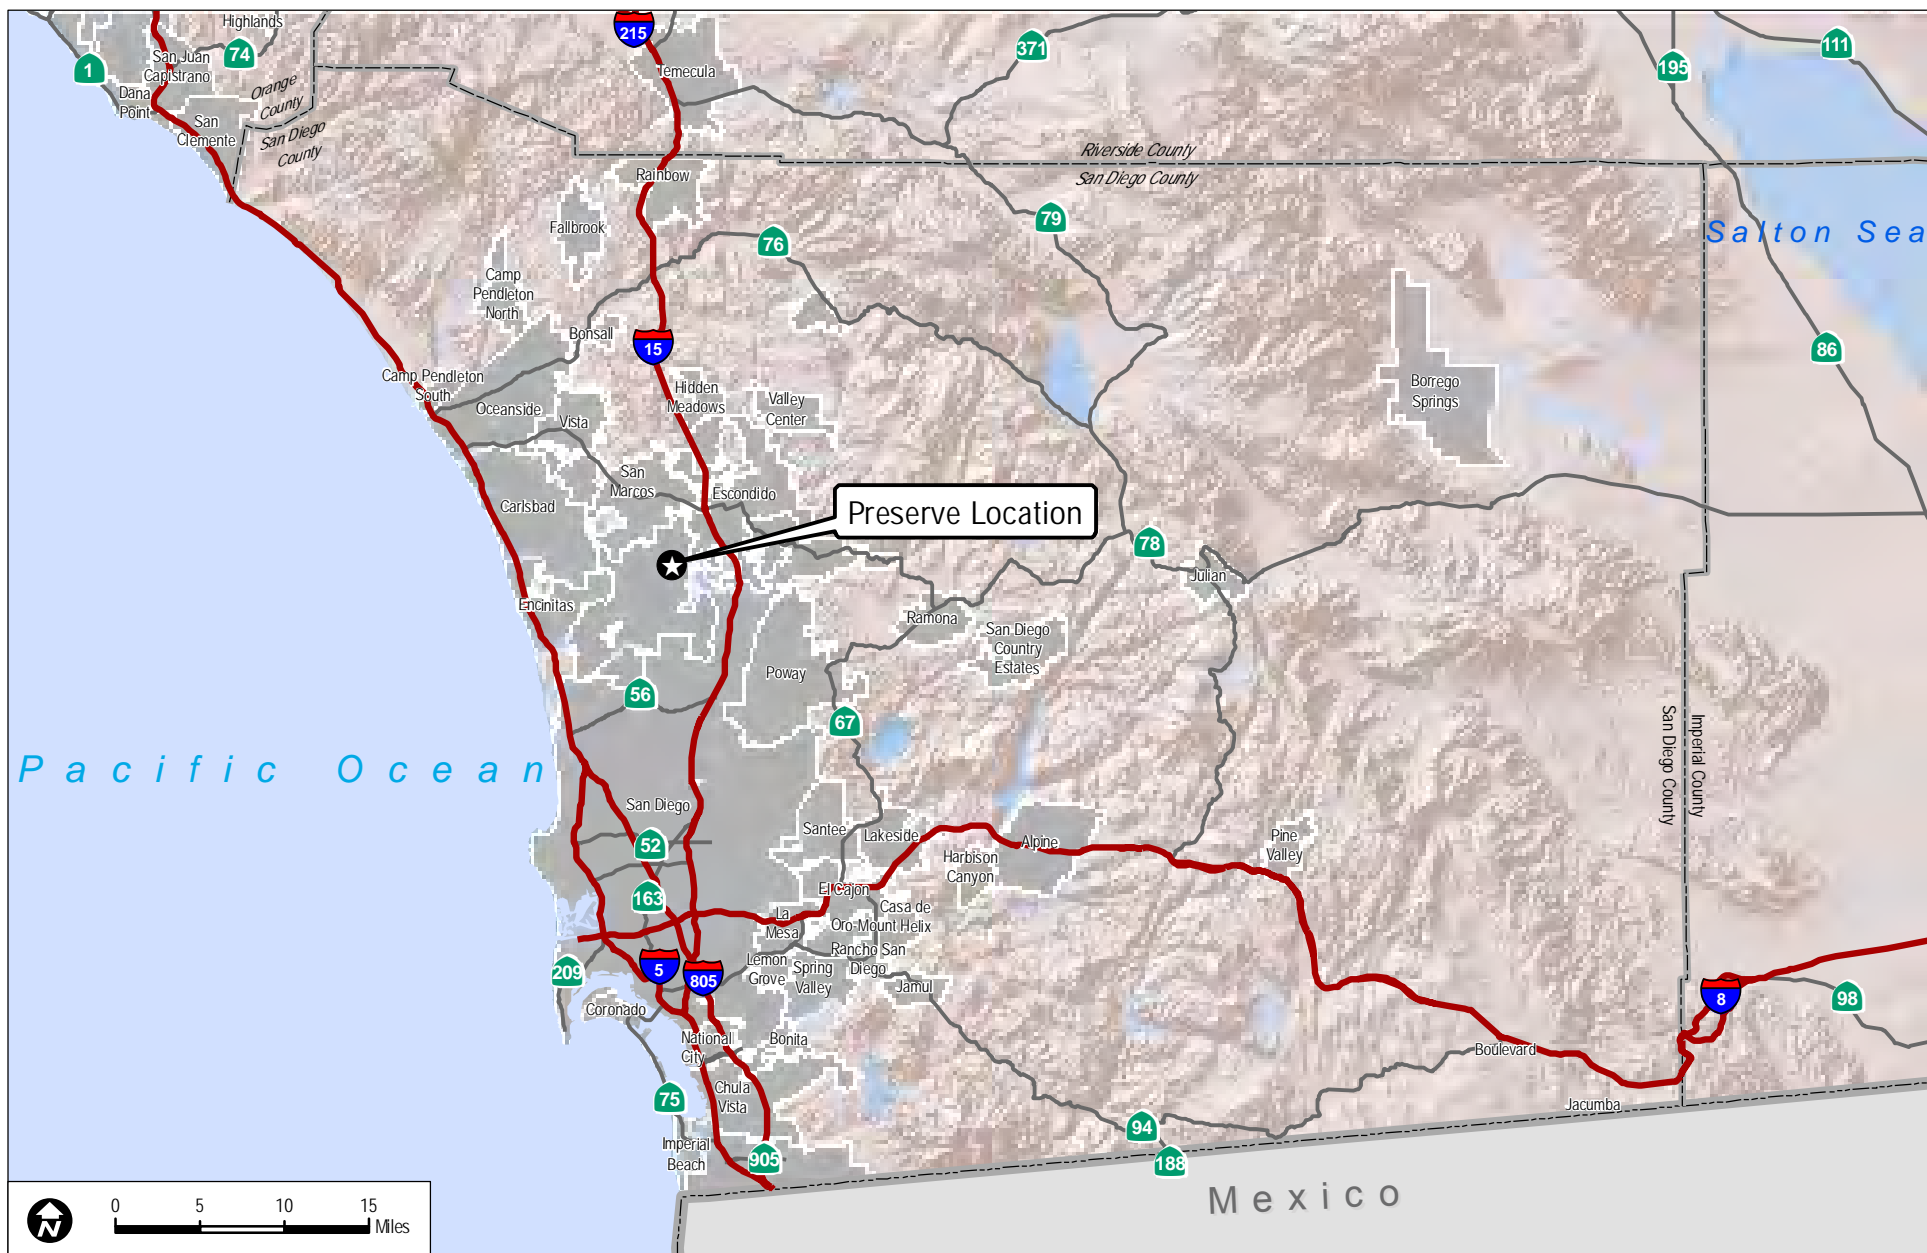 Highlands
74
1
San Juan
Capistrano
Dana
Point
San
Clemente
Orange
County
San Diego
County
215
Temecula
371
195
111
Riverside County
San Diego County
Rainbow
Fallbrook
76
79
Salton Sea
Camp
Pendleton
North
Bonsall
15
86
Camp Pendleton
South
Oceanside
Vista
Hidden
Meadows
Valley
Center
Borrego
Springs
San
Marcos
Escondido
Carlsbad
Preserve Location
78
Julian
Encinitas
Ramona
San Diego
Country
Estates
Poway
56
67
Imperial County
San Diego County
Pacific Ocean
San Diego
52
Santee
Lakeside
Alpine
Pine
Valley
Harbison
Canyon
163
El Cajon
La
Mesa
Casa de
Oro-Mount Helix
Rancho San
Diego
Lemon
Grove
Spring
Valley
Jamul
209
5
805
8
98
Coronado
National
City
Bonita
Boulevard
Chula
Vista
75
Jacumba
Imperial
Beach
905
94
188
Mexico
N
0 5 10 15
Miles